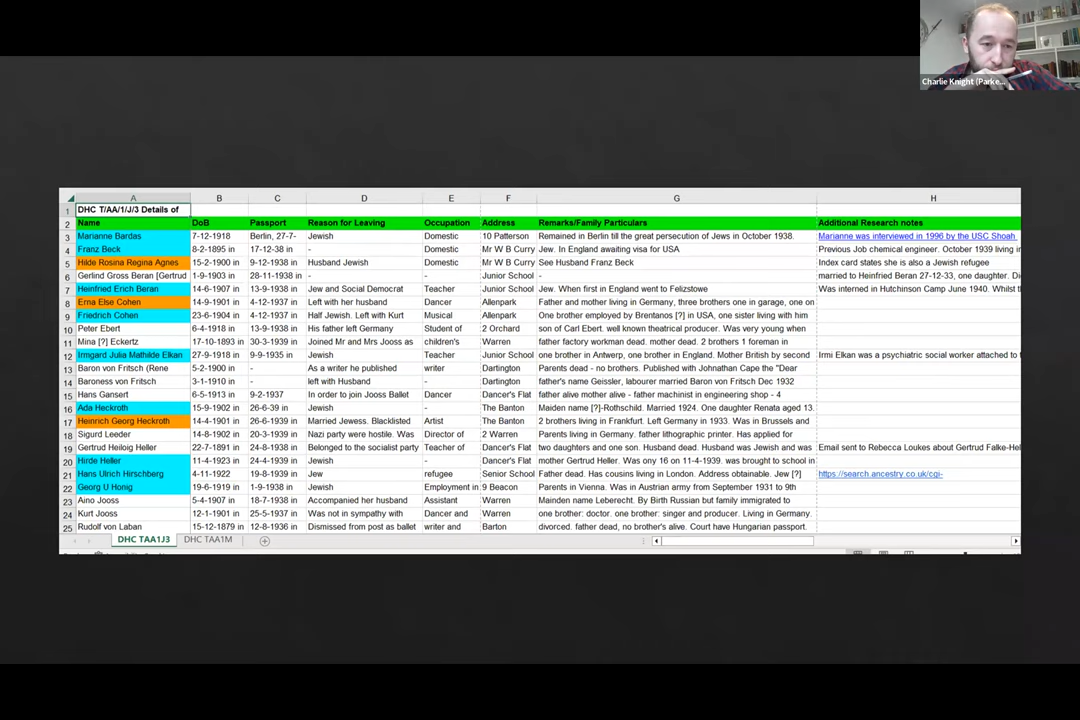 Charlie Knight (Parke...
A B C D E F G H
1 DHC T/AA/1/J/3 Details of
2 Name DoB Passport Reason for Leaving Occupation Address Remarks/Family Particulars Additional Research notes
3 Marianne Bardas 7-12-1918 Berlin, 27-7- Jewish Domestic 10 Patterson Remained in Berlin till the great persecution of Jews in October 1938. Marianne was interviewed in 1996 by the USC Shoah
4 Franz Beck 8-2-1895 in 17-12-38 in - Domestic Mr W B Curry Jew. In England awaiting visa for USA Previous Job chemical engineer. October 1939 living in
5 Hilde Rosina Regina Agnes 15-2-1900 in 9-12-1938 in Husband Jewish Domestic Mr W B Curry See Husband Franz Beck Index card states she is also a Jewish refugee
6 Gerlind Gross Beran [Gertrud 1-9-1903 in 28-11-1938 in - - Junior School - married to Heinfried Beran 27-12-33, one daughter. Di
7 Heinfried Erich Beran 14-6-1907 in 13-9-1938 in Jew and Social Democrat Teacher Junior School Jew. When first in England went to Felizstowe Was interned in Hutchinson Camp June 1940. Whilst t
8 Erna Else Cohen 14-9-1901 in 4-12-1937 in Left with her husband Dancer Allenpark Father and mother living in Germany, three brothers one in garage, one on
9 Friedrich Cohen 23-6-1904 in 4-12-1937 in Half Jewish. Left with Kurt Musical Allenpark One brother employed by Brentanos [?] in USA, one sister living with him
10 Peter Ebert 6-4-1918 in 13-9-1938 in His father left Germany Student of 2 Orchard son of Carl Ebert. well known theatrical producer. Was very young when
11 Mina [?] Eckertz 17-10-1893 in 30-3-1939 in Joined Mr and Mrs Jooss as children's Warren father factory workman dead. mother dead. 2 brothers 1 foreman in
12 Irmgard Julia Mathilde Elkan 27-9-1918 in 9-9-1935 in Jewish Teacher Junior School one brother in Antwerp, one brother in England. Mother British by second Irmi Elkan was a psychiatric social worker attached to t
13 Baron von Fritsch (Rene 5-2-1900 in - As a writer he published writer Dartington Parents dead - no brothers. Published with Johnathan Cape the "Dear
14 Baroness von Fritsch 3-1-1910 in - left with Husband - Dartington father's name Geissler, labourer married Baron von Fritsch Dec 1932
15 Hans Gansert 6-5-1913 in 9-2-1937 In order to join Jooss Ballet Dancer Dancer's Flat father alive mother alive - father machinist in engineering shop - 4
16 Ada Heckroth 15-9-1902 in 26-6-39 in Jewish - The Banton Maiden name [?]-Rothschild. Married 1924. One daughter Renata aged 13.
17 Heinrich Georg Heckroth 14-4-1901 in 26-6-1939 in Married Jewess. Blacklisted Artist The Banton 2 brothers living in Frankfurt. Left Germany in 1933. Was in Brussels and
18 Sigurd Leeder 14-8-1902 in 20-3-1939 in Nazi party were hostile. Was Director of 2 Warren Parents living in Germany. father lithographic printer. Has applied for
19 Gertrud Heiloig Heller 22-7-1891 in 24-8-1938 in Belonged to the socialist party Teacher of Dancer's Flat two daughters and one son. Husband dead. Husband was Jewish and was Email sent to Rebecca Loukes about Gertrud Falke-Hel
20 Hirde Heller 11-4-1923 in 24-4-1939 in Jewish - Dancer's Flat mother Gertrud Heller. Was ony 16 on 11-4-1939. was brought to school in
21 Hans Ulrich Hirschberg 4-11-1922 19-8-1939 in Jew refugee Senior School Father dead. Has cousins living in London. Address obtainable. Jew [?] https://search.ancestry.co.uk/cgi-
22 Georg U Honig 19-6-1919 in 1-9-1938 in Jewish Employment in 9 Beacon Parents in Vienna. Was in Austrian army from September 1931 to 9th
23 Aino Jooss 5-4-1907 in 18-7-1938 in Accompanied her husband Assistant Warren Mainden name Leberecht. By Birth Russian but family immigrated to
24 Kurt Jooss 12-1-1901 in 25-5-1937 in Was not in sympathy with Dancer and Warren one brother: doctor. one brother: singer and producer. Living in Germany.
25 Rudolf von Laban 15-12-1879 in 12-8-1936 in Dismissed from post as ballet writer and Barton divorced. father dead, no brother's alive. Court have Hungarian passport.
DHC TAA1J3 DHC TAA1M